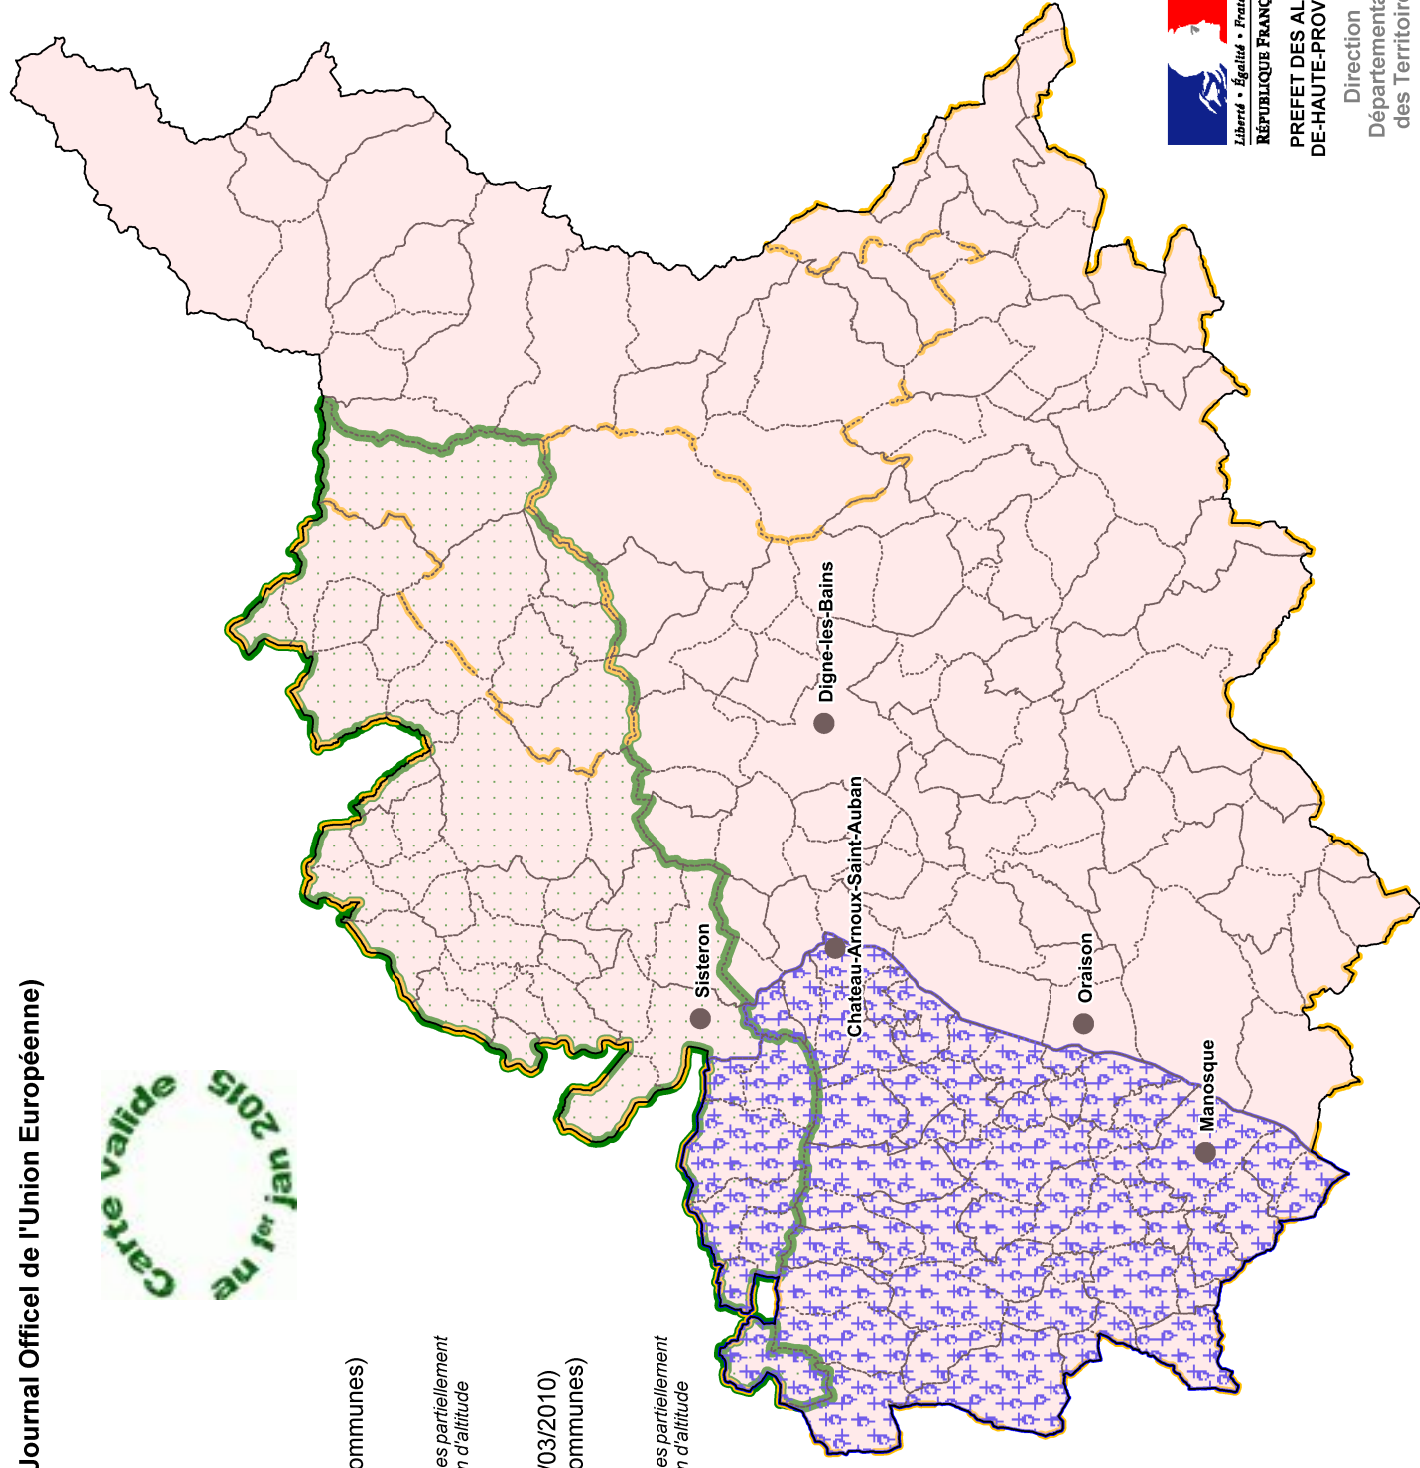 Journal Officel de l'Union Européenne)
Carte valide
au 1er jan 2015
ommunes)
es partiellement
n d'altitude
/03/2010)
ommunes)
es partiellement
n d'altitude
Sisteron
Digne-les-Bains
Chateau-Arnoux-Saint-Auban
Oraison
Manosque
Liberté • Égalité • Frate
RÉPUBLIQUE FRANÇ
PREFET DES AL
DE-HAUTE-PROV
Direction
Départementa
des Territoire